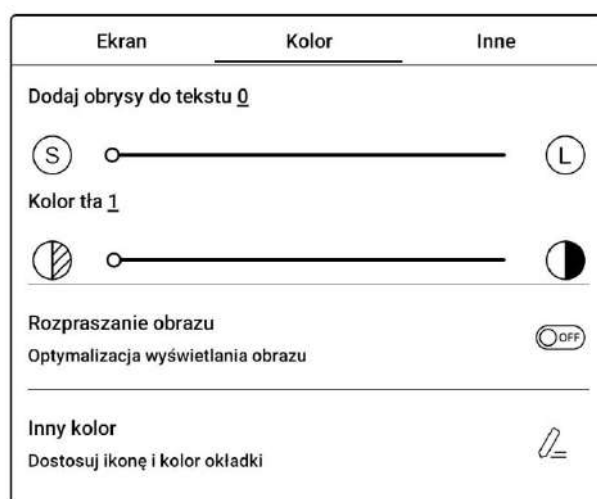 Ekran Kolor Inne
Dodaj obrysy do tekstu 0
S L
Kolor tła 1
Rozpraszanie obrazu
OFF
Optymalizacja wyświetlania obrazu
Inny kolor
Dostosuj ikonę i kolor okładki